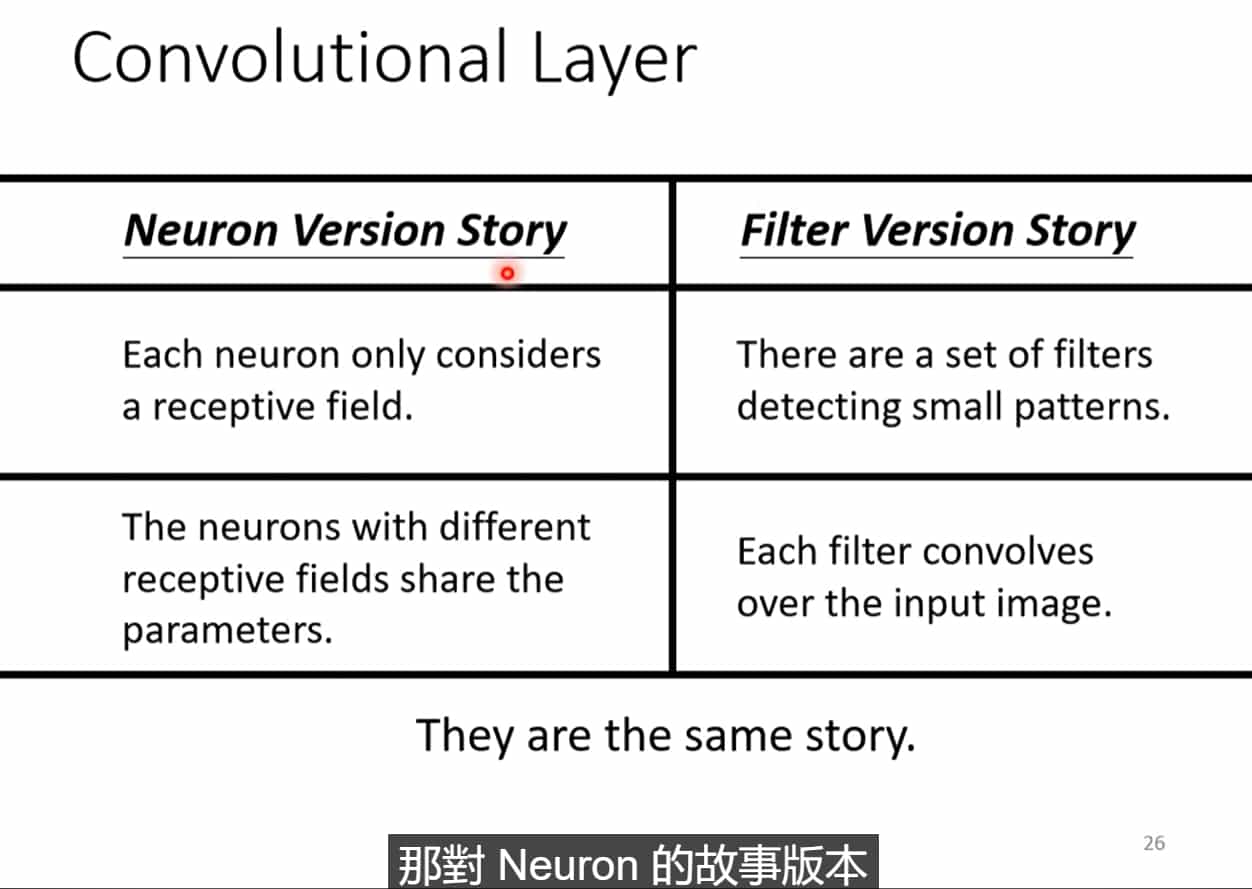 Convolutional Layer
Neuron Version Story
Filter Version Story
Each neuron only considers
a receptive field.
There are a set of filters
detecting small patterns.
The neurons with different
receptive fields share the
parameters.
Each filter convolves
over the input image.
They are the same story.
26
那對 Neuron 的故事版本